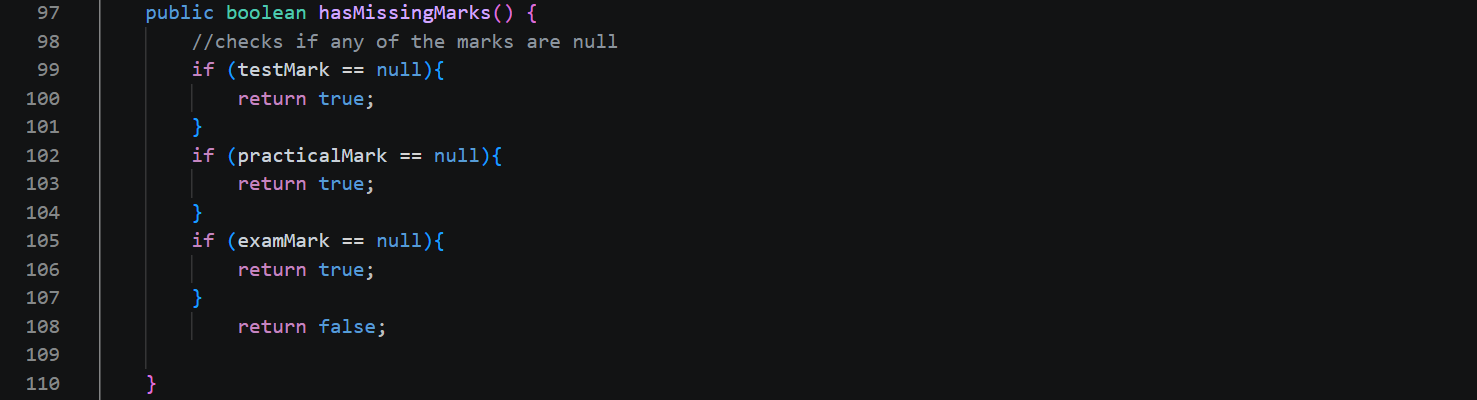 97 public boolean hasMissingMarks() {
98 //checks if any of the marks are null
99 if (testMark == null){
100 return true;
101 }
102 if (practicalMark == null){
103 return true;
104 }
105 if (examMark == null){
106 return true;
107 }
108 return false;
109
110 }